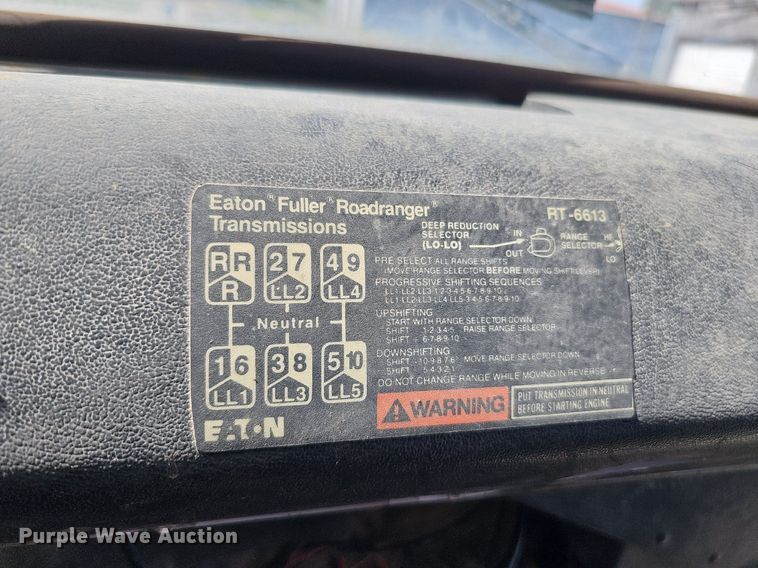 Eaton® Fuller® Roadranger® RT-6613
Transmissions
DEEP REDUCTION SELECTOR (LO-LO) IN OUT
RANGE SELECTOR HI LO
RR R 2 7 LL2 4 9 LL4
Neutral
1 6 LL1 3 8 LL3 5 10 LL5
EATON
PRE SELECT ALL RANGE SHIFTS
(MOVE RANGE SELECTOR BEFORE MOVING SHIFT LEVER)
PROGRESSIVE SHIFTING SEQUENCES
LL1 LL2 LL3 1-2-3-4-5-6-7-8-9-10
LL1 LL2 LL3 LL4 LL5-3-4-5-6-7-8-9-10
UPSHIFTING
START WITH RANGE SELECTOR DOWN
SHIFT 1-2-3-4-5 RAISE RANGE SELECTOR
SHIFT 6-7-8-9-10
DOWNSHIFTING
SHIFT 10-9-8-7-6 MOVE RANGE SELECTOR DOWN
SHIFT 5-4-3-2-1
DO NOT CHANGE RANGE WHILE MOVING IN REVERSE
WARNING
PUT TRANSMISSION IN NEUTRAL
BEFORE STARTING ENGINE
Purple Wave Auction